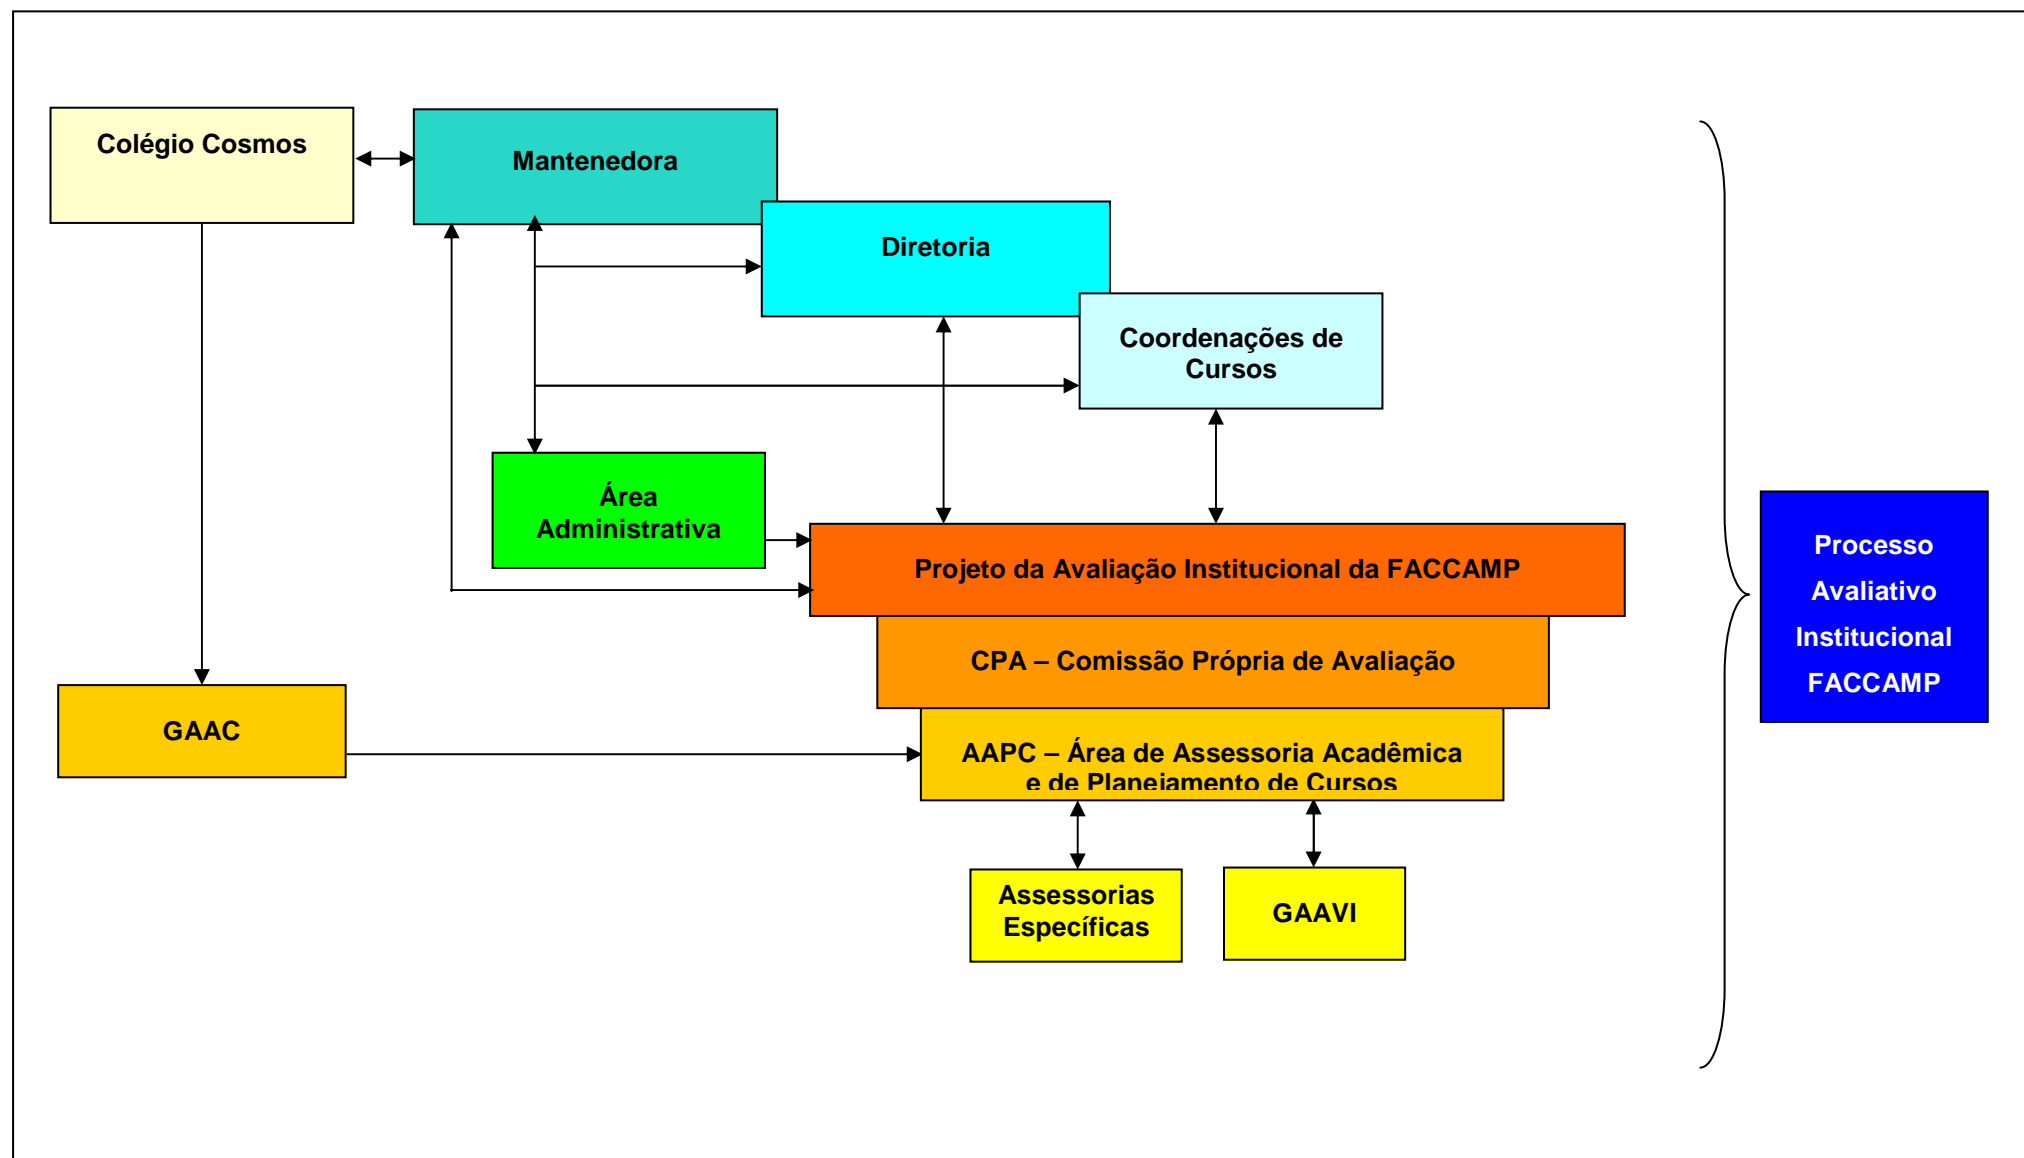 Colégio Cosmos
Mantenedora
Diretoria
Coordenações de
Cursos
Área
Administrativa
Projeto da Avaliação Institucional da FACCAMP
CPA – Comissão Própria de Avaliação
GAAC
AAPC – Área de Assessoria Acadêmica
e de Planejamento de Cursos
Assessorias
Específicas
GAAVI
Processo
Avaliativo
Institucional
FACCAMP